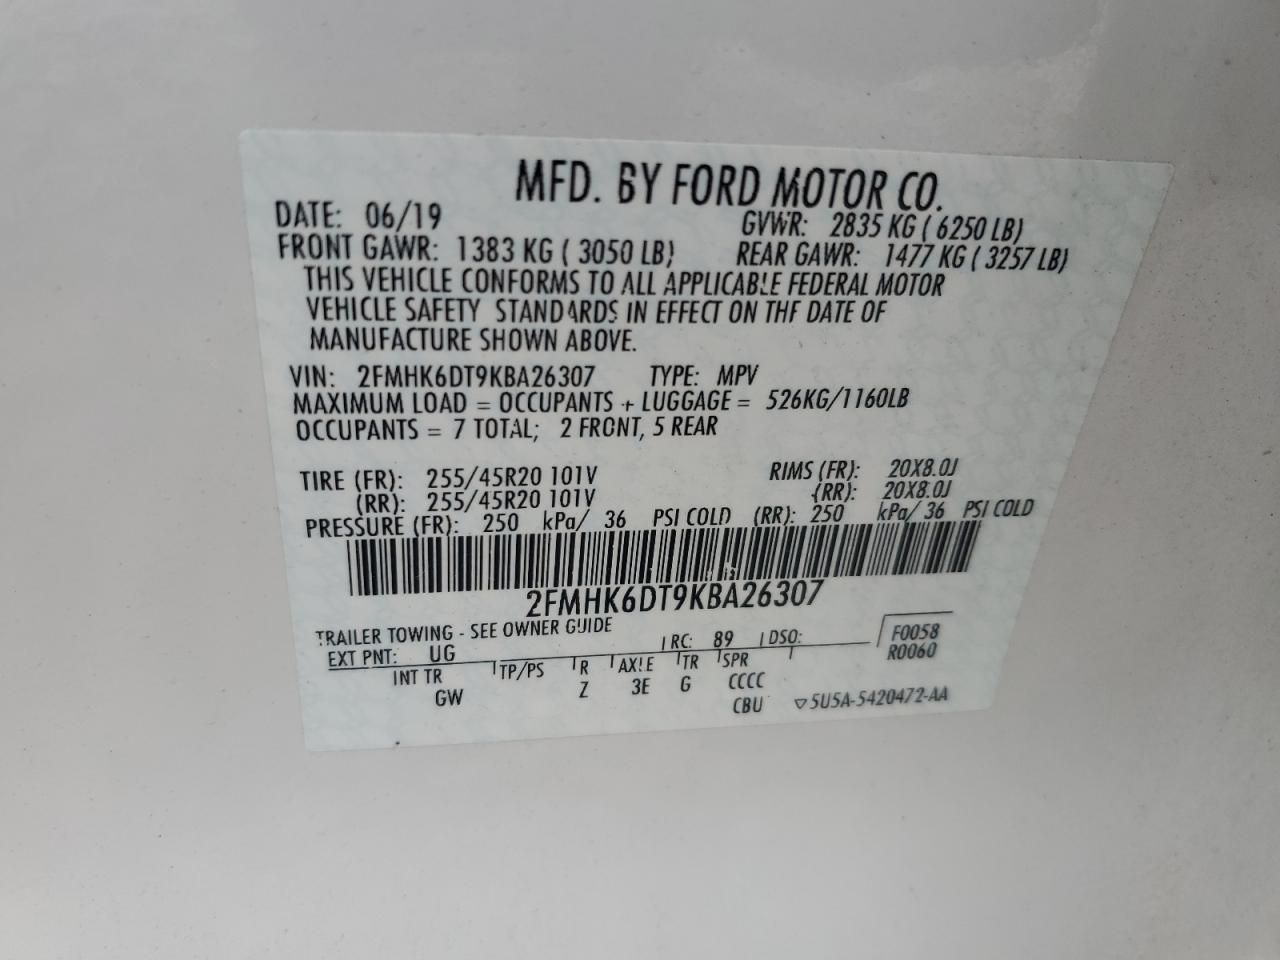 MFD. BY FORD MOTOR CO.
DATE: 06/19 GVWR: 2835 KG ( 6250 LB)
FRONT GAWR: 1383 KG ( 3050 LB) REAR GAWR: 1477 KG ( 3257 LB)
THIS VEHICLE CONFORMS TO ALL APPLICABLE FEDERAL MOTOR
VEHICLE SAFETY STANDARDS IN EFFECT ON THE DATE OF
MANUFACTURE SHOWN ABOVE.
VIN: 2FMHK6DT9KBA26307 TYPE: MPV
MAXIMUM LOAD = OCCUPANTS + LUGGAGE = 526KG/1160LB
OCCUPANTS = 7 TOTAL; 2 FRONT, 5 REAR
TIRE (FR): 255/45R20 101V RIMS (FR): 20X8.0J
(RR): 255/45R20 101V (RR): 20X8.0J
PRESSURE (FR): 250 kPa/ 36 PSI COLD (RR): 250 kPa/ 36 PSI COLD
2FMHK6DT9KBA26307
TRAILER TOWING - SEE OWNER GUIDE
EXT PNT: UG RC: 89 DSO: F0058
R0060
INT TR TP/PS R AXLE TR SPR
GW Z 3E G CCCC
CBU ▽5U5A-5420472-AA